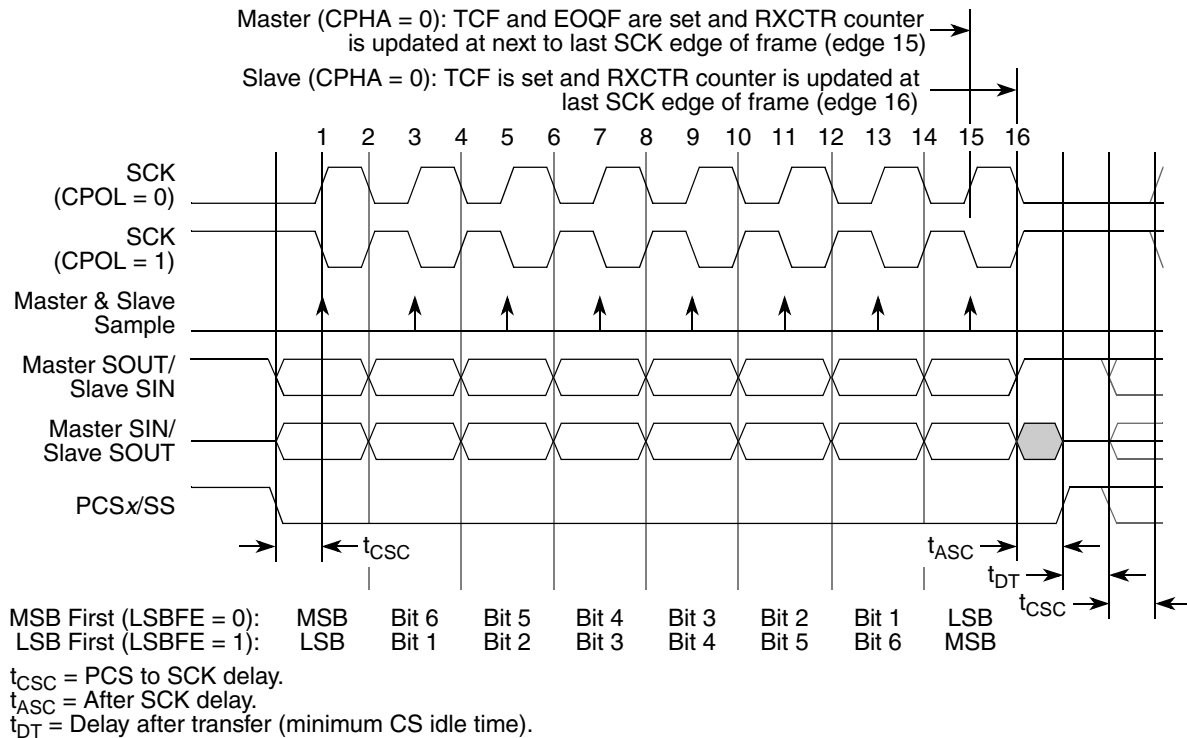 Master (CPHA = 0): TCF and EOQF are set and RXCTR counter
is updated at next to last SCK edge of frame (edge 15)
Slave (CPHA = 0): TCF is set and RXCTR counter is updated at
last SCK edge of frame (edge 16)
1 2 3 4 5 6 7 8 9 10 11 12 13 14 15 16
SCK
(CPOL = 0)
SCK
(CPOL = 1)
Master & Slave
Sample
Master SOUT/
Slave SIN
Master SIN/
Slave SOUT
PCSx/SS
tCSC
tASC
tDT
tCSC
MSB First (LSBFE = 0): MSB Bit 6 Bit 5 Bit 4 Bit 3 Bit 2 Bit 1 LSB
LSB First (LSBFE = 1): LSB Bit 1 Bit 2 Bit 3 Bit 4 Bit 5 Bit 6 MSB
tCSC = PCS to SCK delay.
tASC = After SCK delay.
tDT = Delay after transfer (minimum CS idle time).